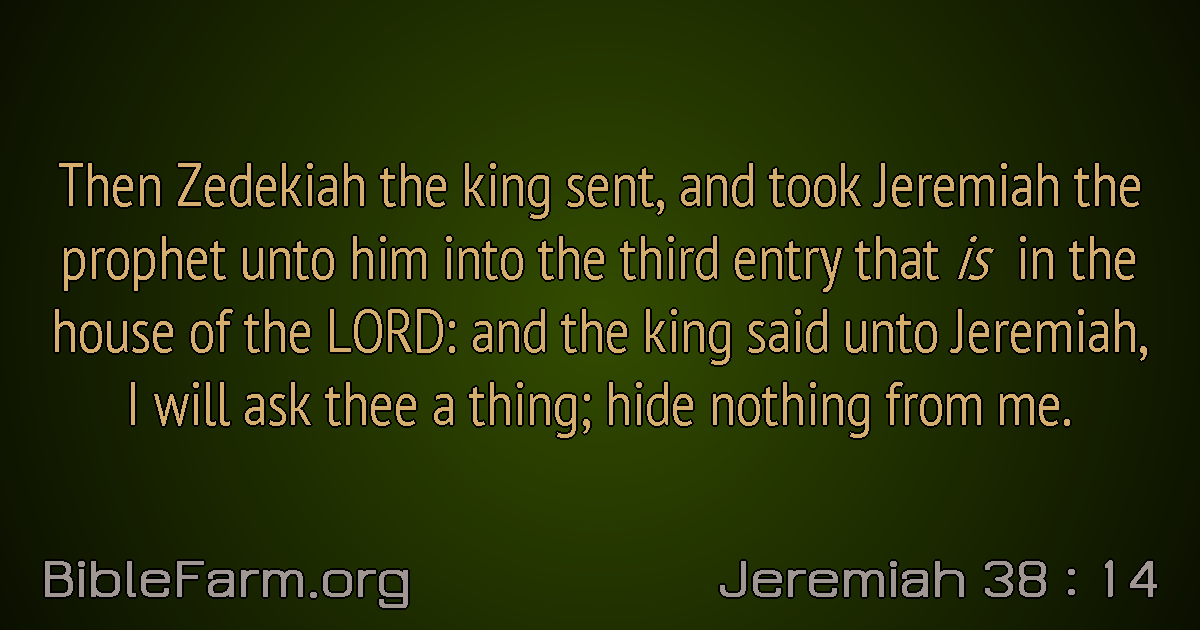 Then Zedekiah the king sent, and took Jeremiah the
prophet unto him into the third entry that is in the
house of the LORD: and the king said unto Jeremiah,
I will ask thee a thing; hide nothing from me.
BibleFarm.org
Jeremiah 38 : 14